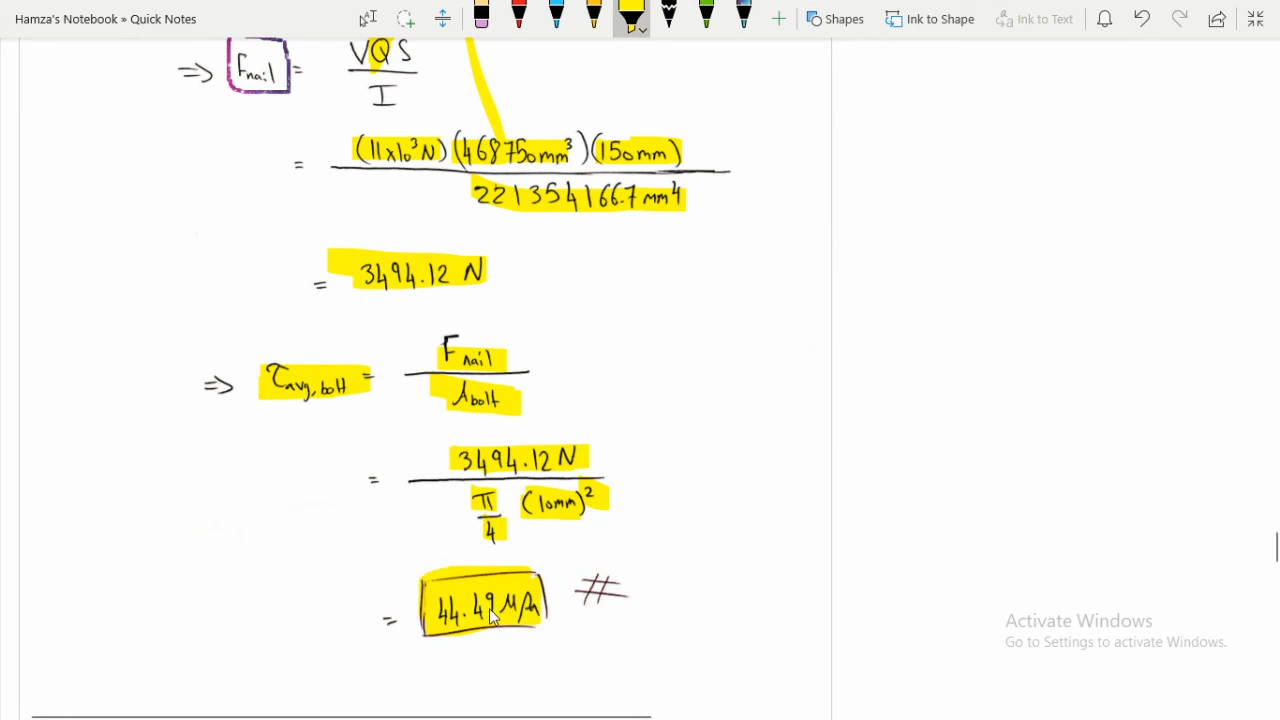 Hamza's Notebook » Quick Notes
Shapes
Ink to Shape
Ink to Text
⇒ Fnail = VQS / I
= (11x10³N)(468750mm³)(150mm) / 221354166.7 mm⁴
= 3494.12 N
⇒ τavg,bolt = Fnail / Abolt
= 3494.12 N / π/4 (10mm)²
= 44.49 MPa #
Activate Windows
Go to Settings to activate Windows.